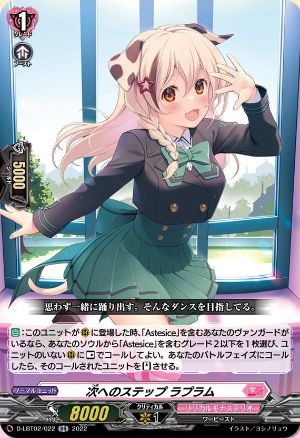 1
グレード
ブースト
5000
シールド
思わず一緒に踊り出す、そんなダンスを目指してる。
このユニットが Ⓡ に登場した時、「Astesice」を含むあなたのヴァンガードが
いるなら、あなたのソウルから「Astesice」を含むグレード2以下を1枚選び、ユ
ニットのいない Ⓡ に コールしてよい。あなたのバトルフェイズにコール
したら、そのコールされたユニットを するさせる。
ノーマルユニット
次へのステップ ラプラム
パワー
8000
クリティカル
1
リリカルモナステリオ
ワービースト
D-LBT02/022
2022
イラスト/ヨシノリョウ